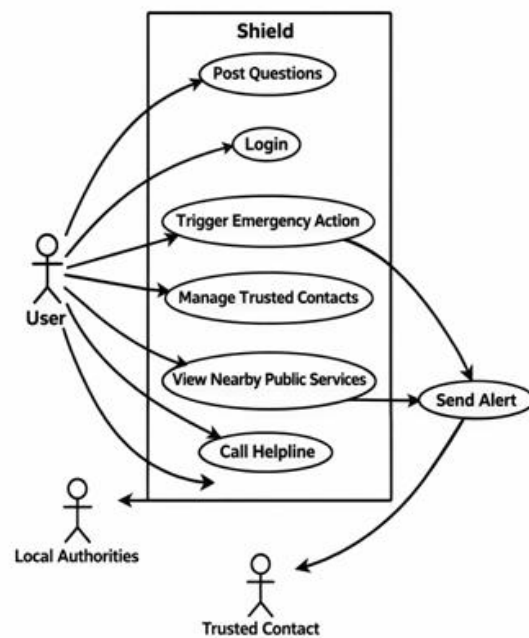 Shield
Post Questions
Login
Trigger Emergency Action
Manage Trusted Contacts
User
View Nearby Public Services
Send Alert
Call Helpline
Local Authorities
Trusted Contact